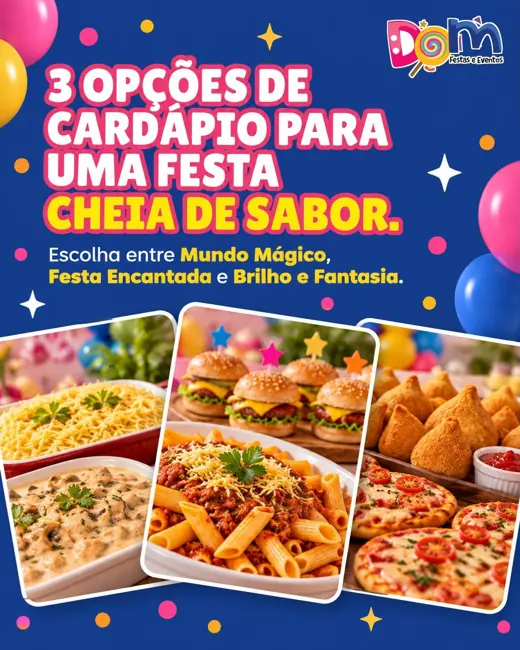 Dom
Festas e Eventos
3 OPÇÕES DE
CARDÁPIO PARA
UMA FESTA
CHEIA DE SABOR.
Escolha entre Mundo Mágico,
Festa Encantada e Brilho e Fantasia.